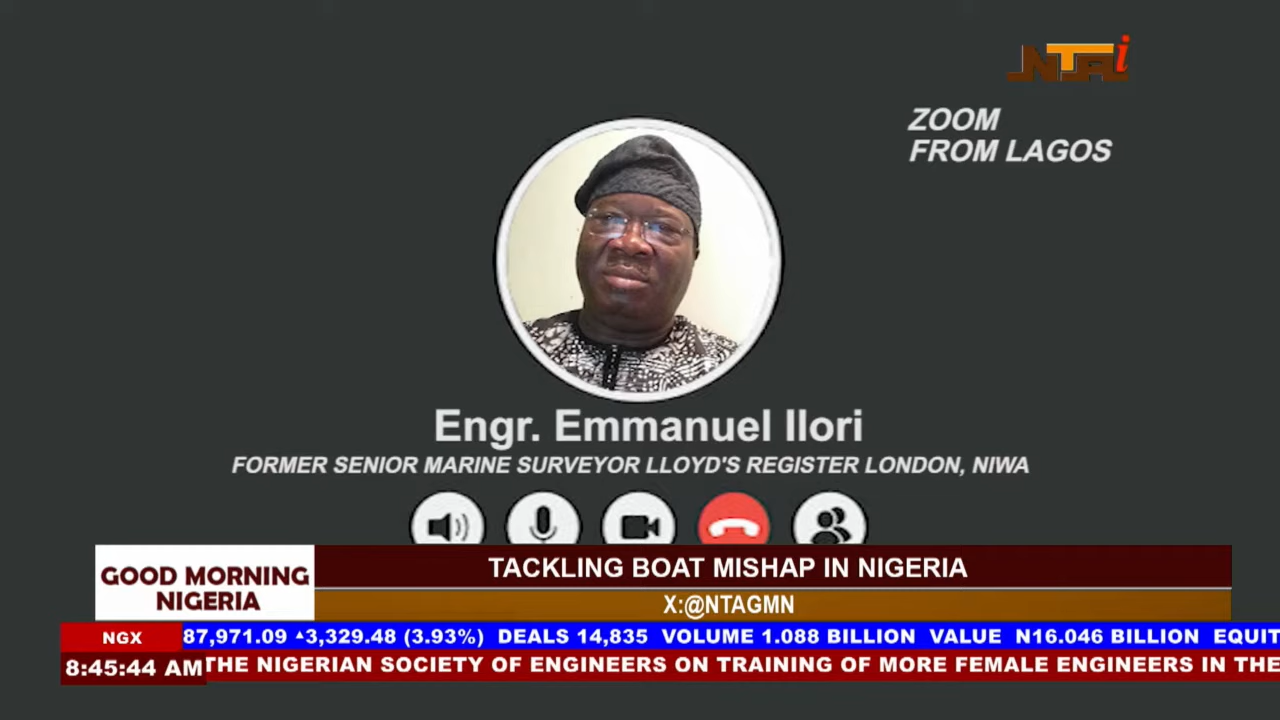 NTAi
ZOOM
FROM LAGOS
Engr. Emmanuel Ilori
FORMER SENIOR MARINE SURVEYOR LLOYD'S REGISTER LONDON, NIWA
GOOD MORNING
NIGERIA
TACKLING BOAT MISHAP IN NIGERIA
X:@NTAGMN
NGX
87,971.09 ▲3,329.48 (3.93%) DEALS 14,835 VOLUME 1.088 BILLION VALUE N16.046 BILLION EQUIT
8:45:44 AM
THE NIGERIAN SOCIETY OF ENGINEERS ON TRAINING OF MORE FEMALE ENGINEERS IN THE